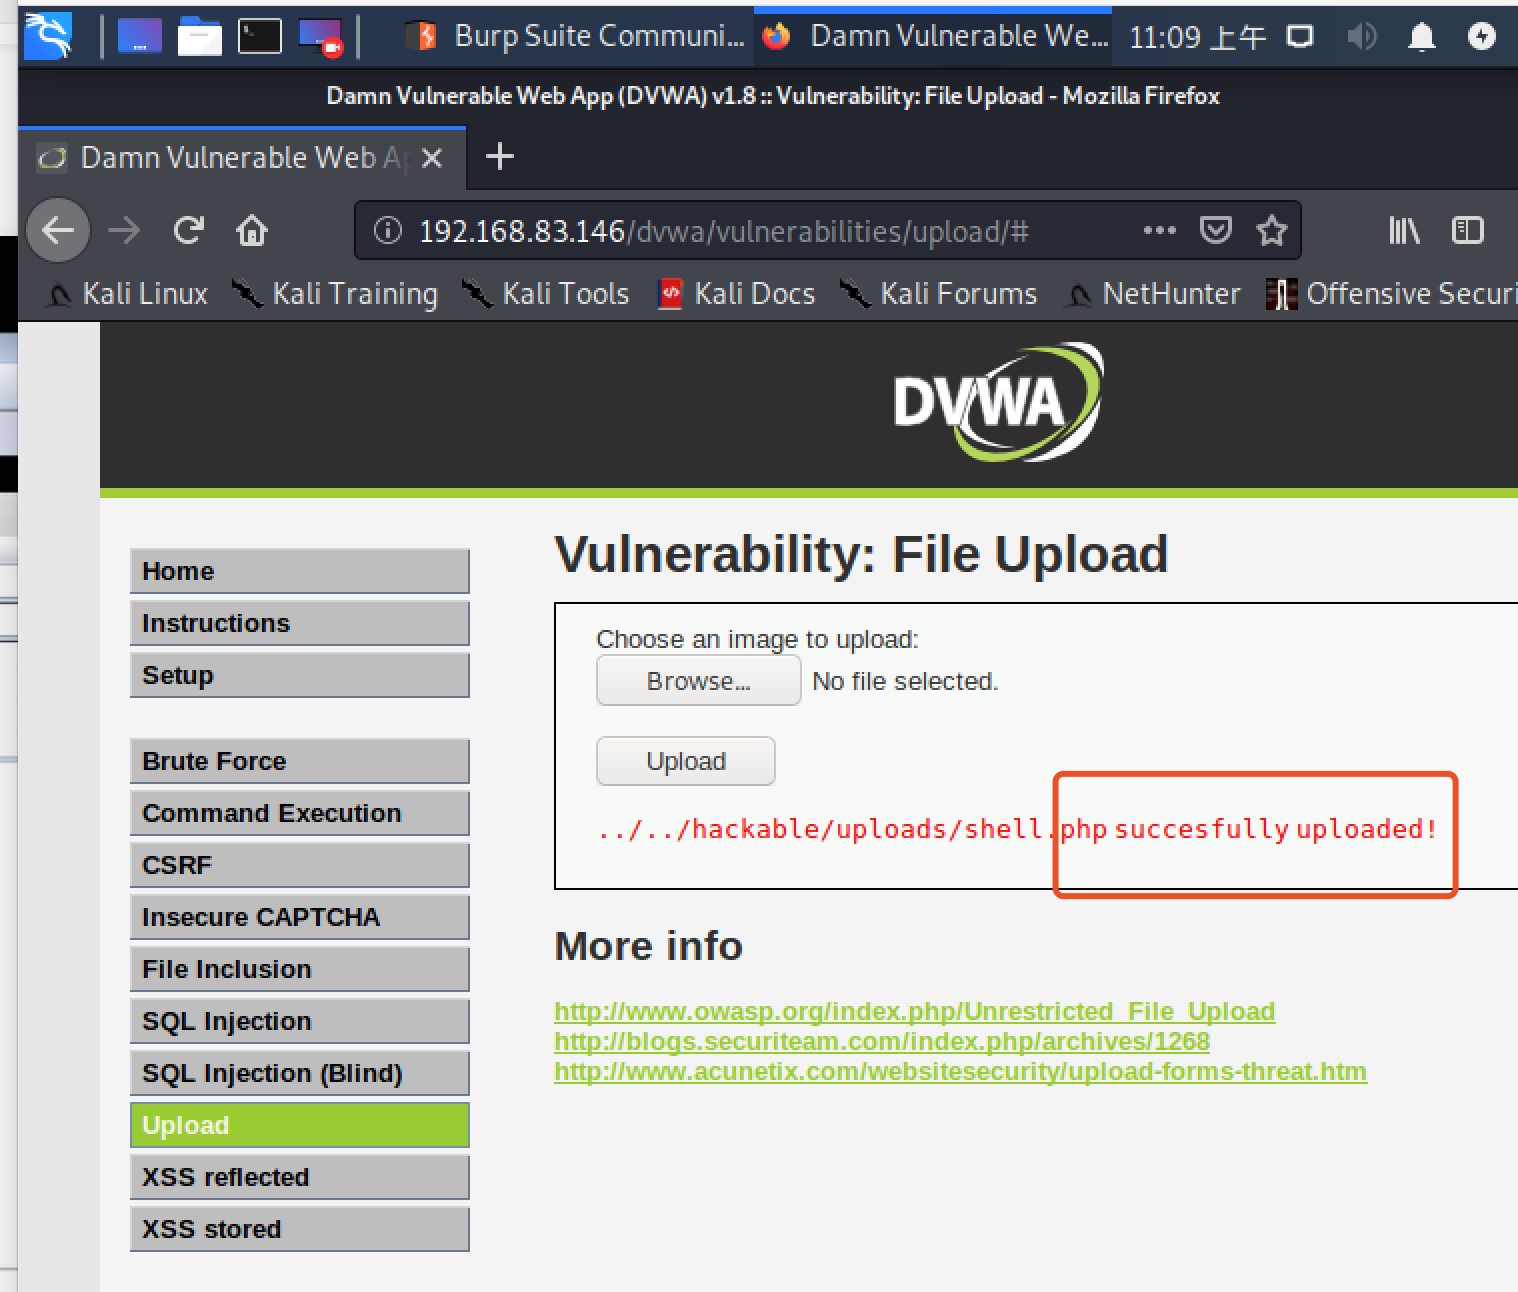 Burp Suite Communi... Damn Vulnerable We... 11:09 上午
Damn Vulnerable Web App (DVWA) v1.8 :: Vulnerability: File Upload - Mozilla Firefox
Damn Vulnerable Web Ap
192.168.83.146/dvwa/vulnerabilities/upload/#
Kali Linux Kali Training Kali Tools Kali Docs Kali Forums NetHunter Offensive Securi
DVWA
Vulnerability: File Upload
Home
Instructions
Setup
Brute Force
Command Execution
CSRF
Insecure CAPTCHA
File Inclusion
SQL Injection
SQL Injection (Blind)
Upload
XSS reflected
XSS stored
Choose an image to upload:
Browse... No file selected.
Upload
../../hackable/uploads/shell.php succesfully uploaded!
More info
http://www.owasp.org/index.php/Unrestricted_File_Upload
http://blogs.securiteam.com/index.php/archives/1268
http://www.acunetix.com/websitesecurity/upload-forms-threat.htm